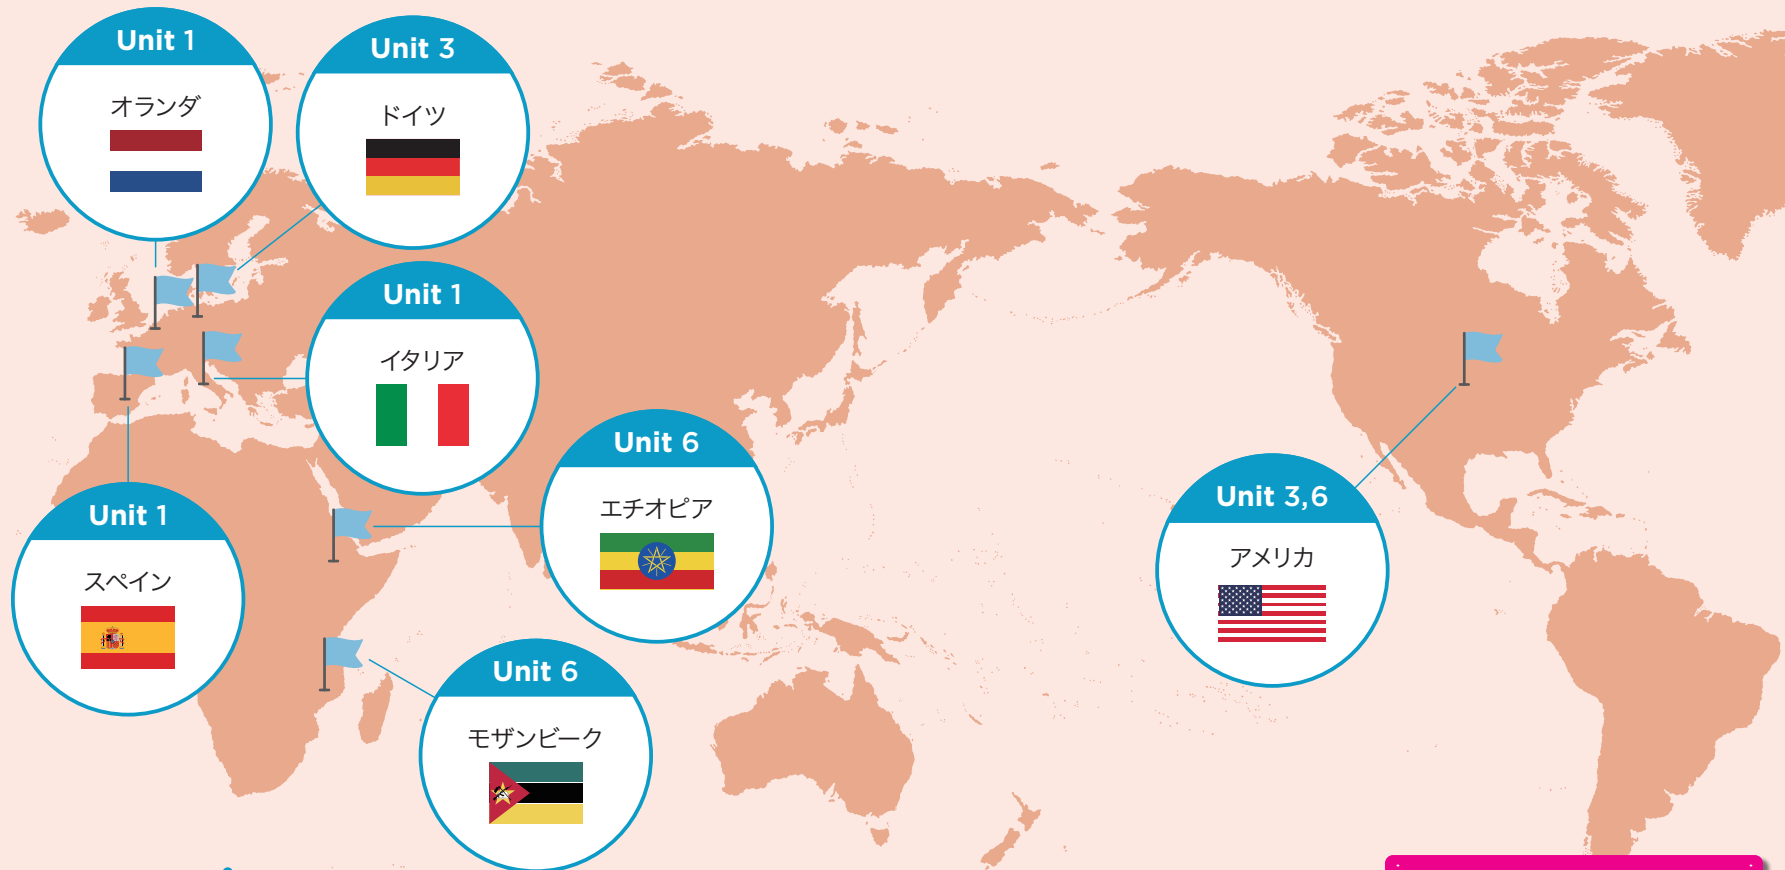 Unit 1
オランダ
Unit 3
ドイツ
Unit 1
イタリア
Unit 6
エチオピア
Unit 3,6
アメリカ
Unit 1
スペイン
Unit 6
モザンビーク